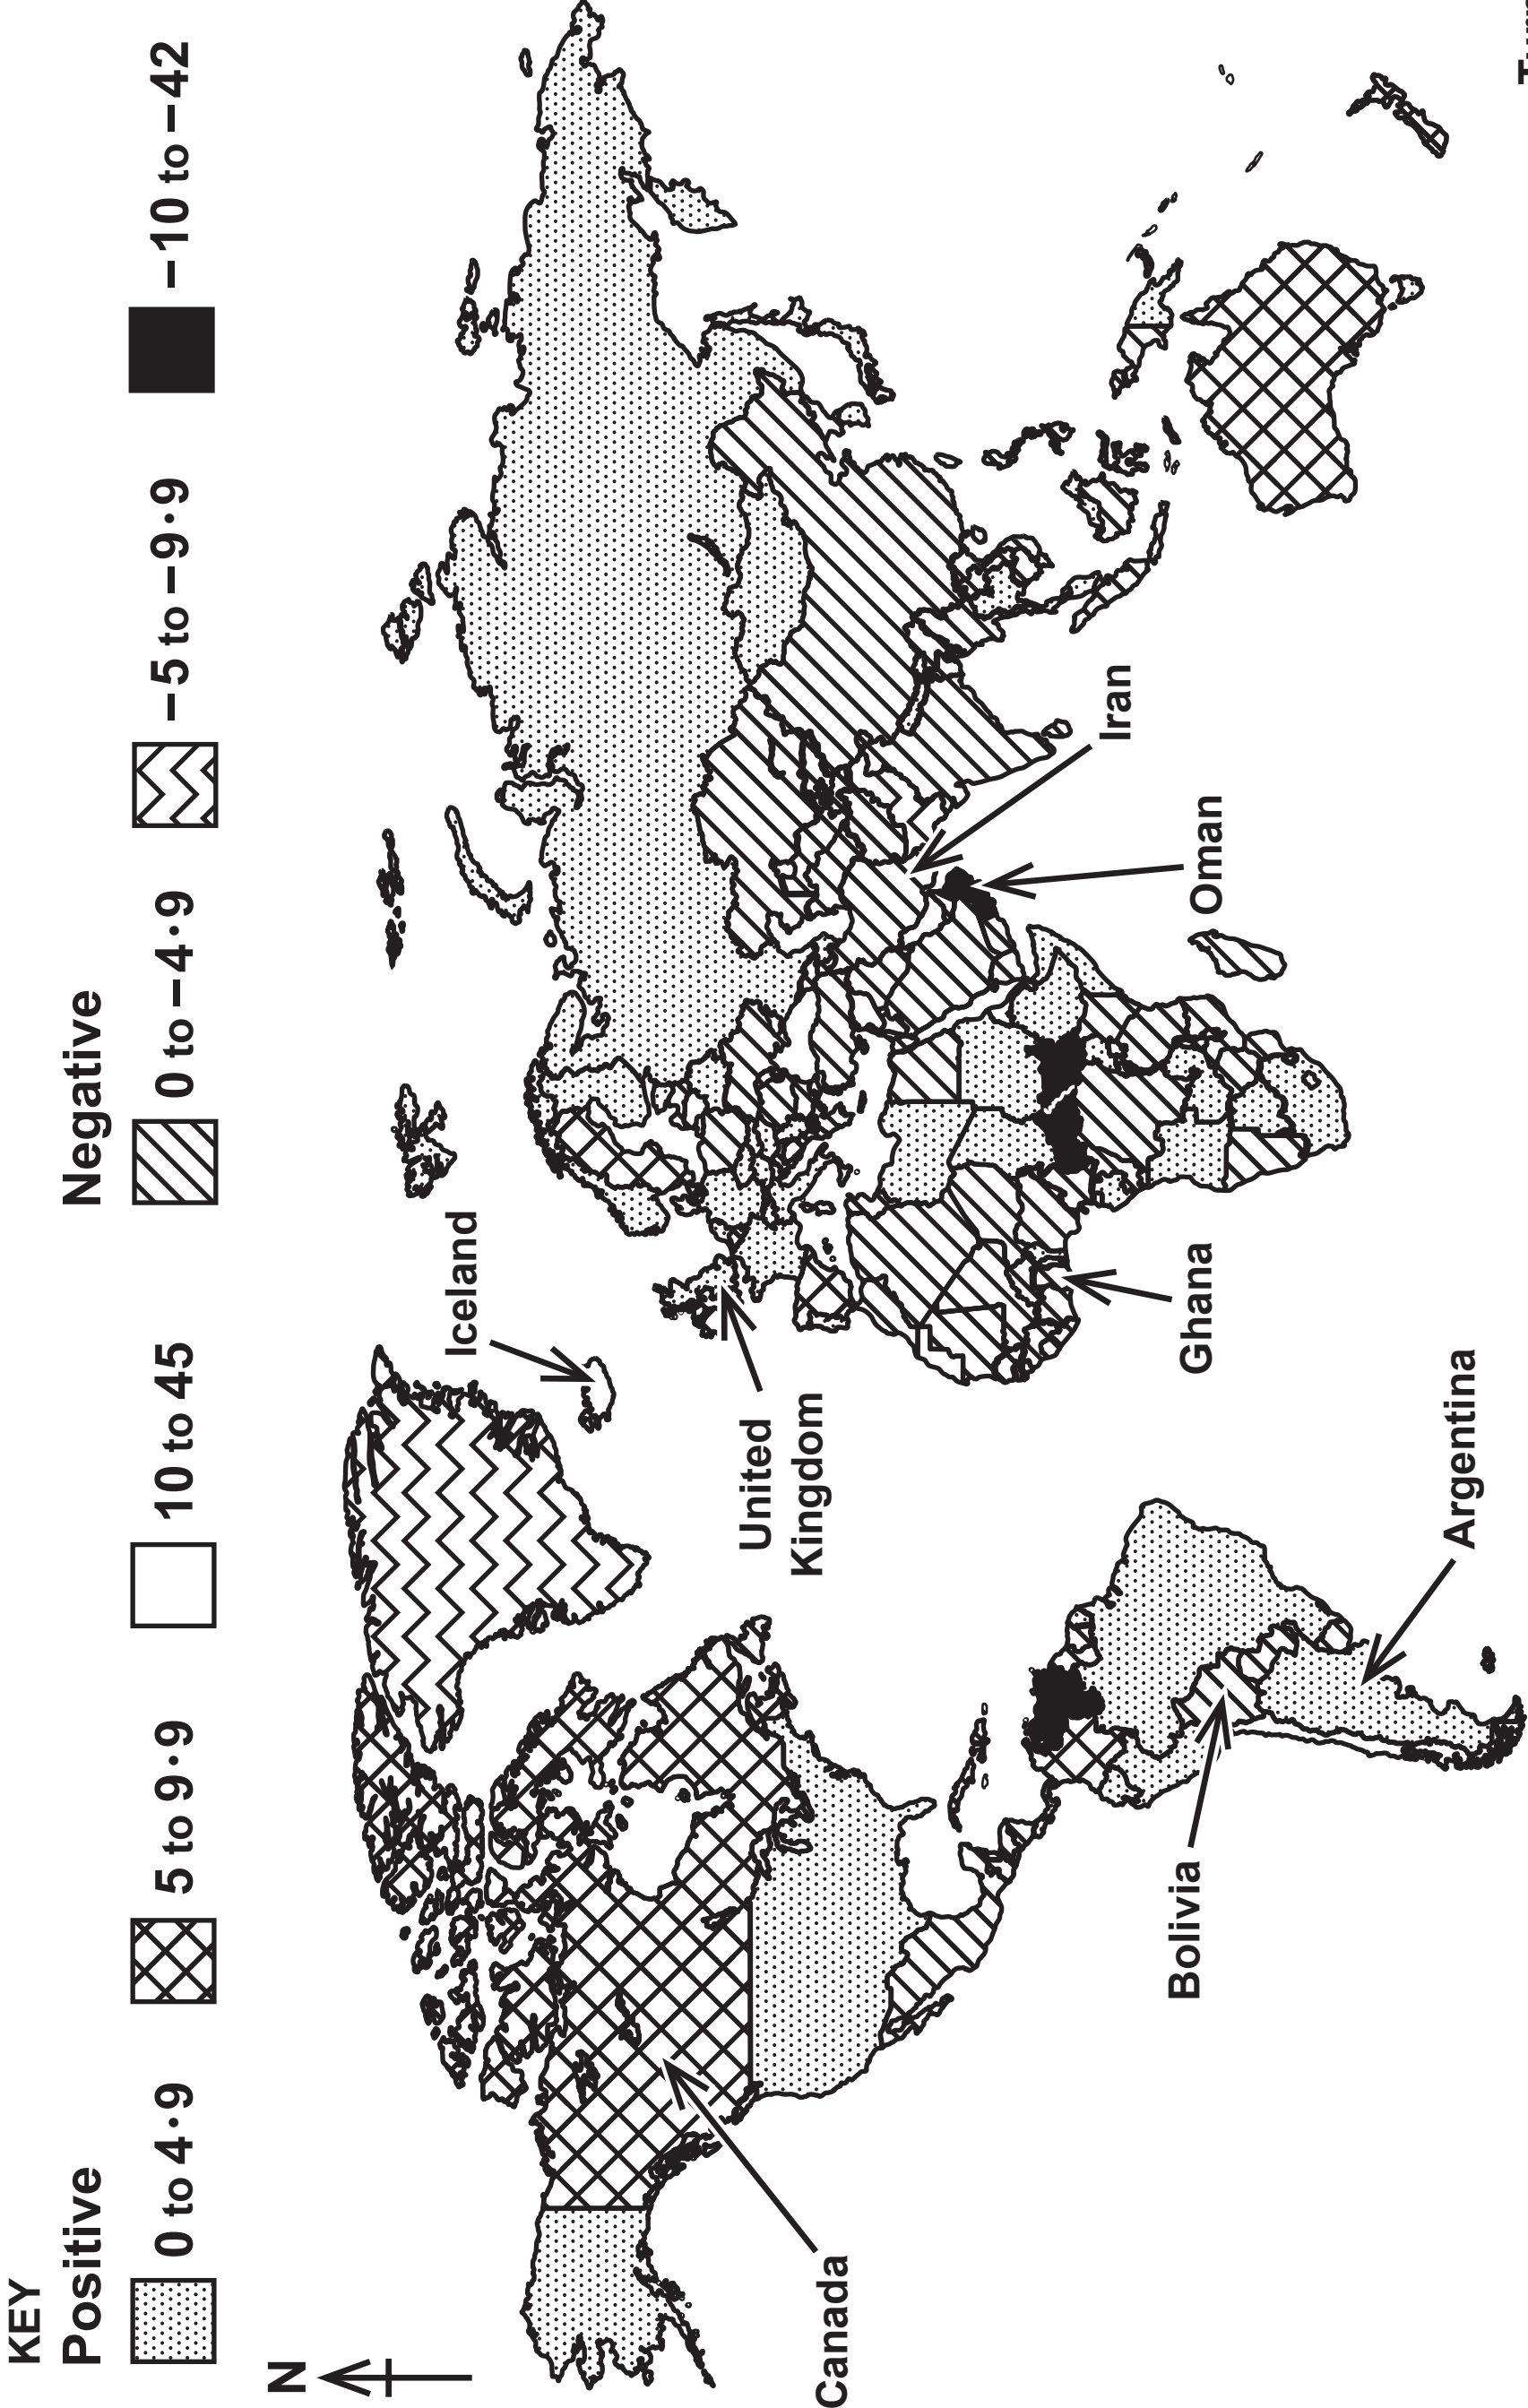 KEY
Positive
Negative
0 to 4·9
5 to 9·9
10 to 45
0 to –4·9
–5 to –9·9
–10 to –42
N
Iceland
Canada
United
Kingdom
Iran
Oman
Ghana
Bolivia
Argentina